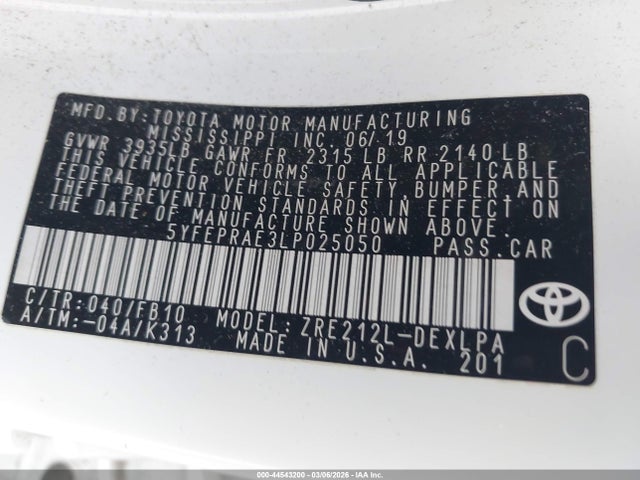 MFD.BY:TOYOTA MOTOR MANUFACTURING
MISSISSIPPI INC 06/19
GVWR 3935LB GAWR FR 2315 LB RR 2140 LB
THIS VEHICLE CONFORMS TO ALL APPLICABLE
FEDERAL MOTOR VEHICLE SAFETY, BUMPER, AND
THEFT PREVENTION STANDARDS IN EFFECT ON
THE DATE OF MANUFACTURE SHOWN ABOVE.
5YFEPRAE3LP025050 PASS.CAR
C/TR:040/FB10 MODEL: ZRE212L-DEXLPA
A/TM:-04A/K313 MADE IN U.S.A. 201
C
000-44543200 - 03/06/2026 - IAA Inc. All Rights Reserved.